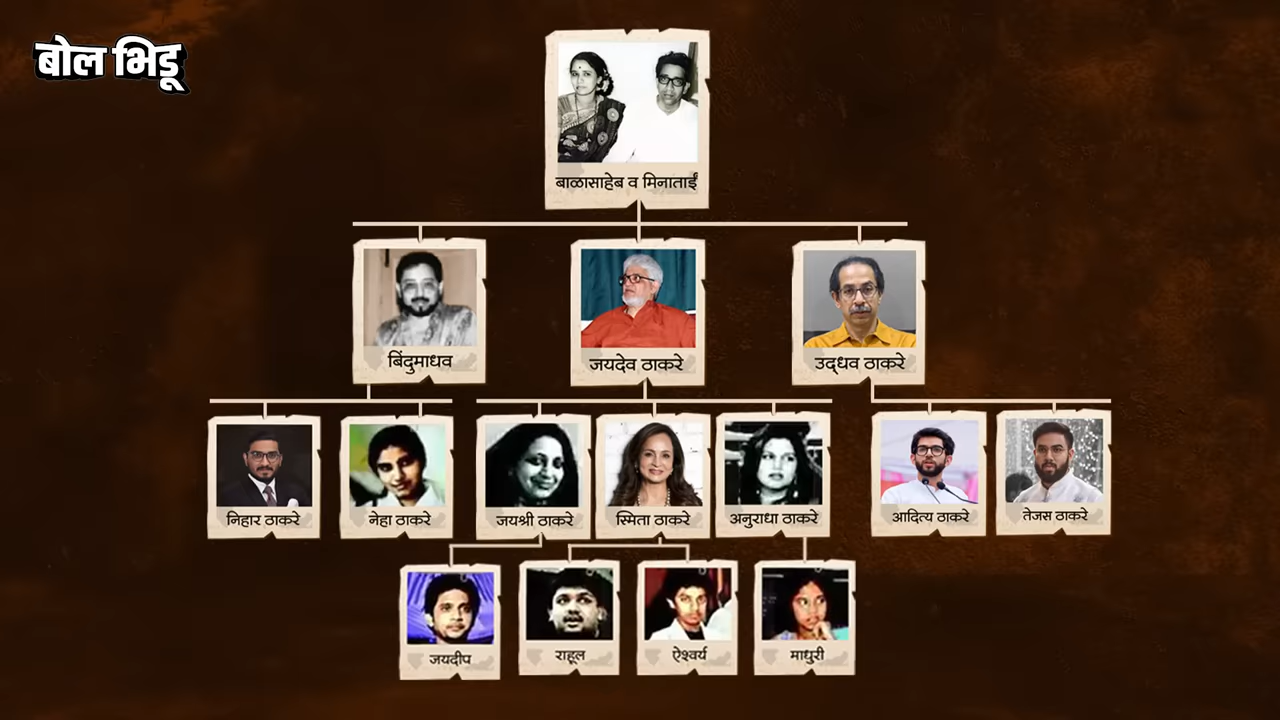 बोल भिडू
बाळासाहेब व मिनाताई
बिंदुमाधव
जयदेव ठाकरे
उद्धव ठाकरे
निहार ठाकरे
नेहा ठाकरे
जयश्री ठाकरे
स्मिता ठाकरे
अनुराधा ठाकरे
आदित्य ठाकरे
तेजस ठाकरे
जयदीप
राहूल
ऐश्वर्य
माधुरी